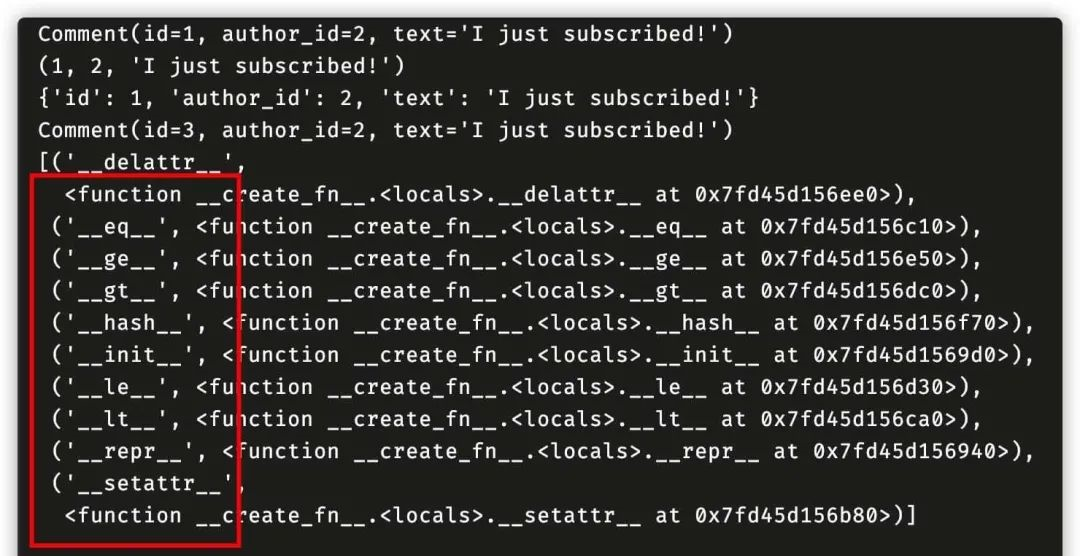 Comment(id=1, author_id=2, text='I just subscribed!')
(1, 2, 'I just subscribed!')
{'id': 1, 'author_id': 2, 'text': 'I just subscribed!'}
Comment(id=3, author_id=2, text='I just subscribed!')
[('__delattr__',
<function __create_fn__.<locals>.__delattr__ at 0x7fd45d156ee0>),
('__eq__', <function __create_fn__.<locals>.__eq__ at 0x7fd45d156c10>),
('__ge__', <function __create_fn__.<locals>.__ge__ at 0x7fd45d156e50>),
('__gt__', <function __create_fn__.<locals>.__gt__ at 0x7fd45d156dc0>),
('__hash__', <function __create_fn__.<locals>.__hash__ at 0x7fd45d156f70>),
('__init__', <function __create_fn__.<locals>.__init__ at 0x7fd45d1569d0>),
('__le__', <function __create_fn__.<locals>.__le__ at 0x7fd45d156d30>),
('__lt__', <function __create_fn__.<locals>.__lt__ at 0x7fd45d156ca0>),
('__repr__', <function __create_fn__.<locals>.__repr__ at 0x7fd45d156940>),
('__setattr__',
<function __create_fn__.<locals>.__setattr__ at 0x7fd45d156b80>)]